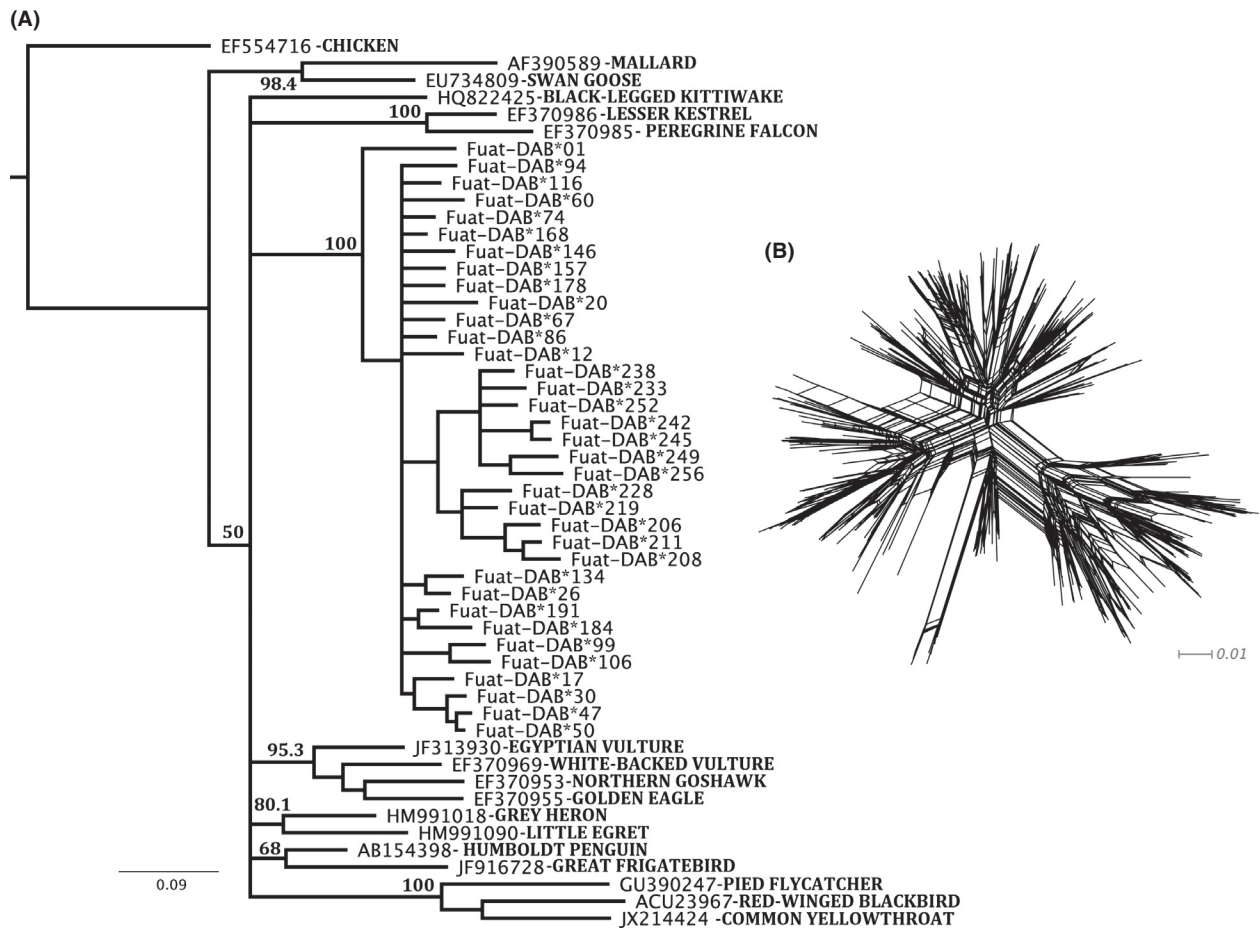 (A)
EF554716 -CHICKEN
AF390589-MALLARD
98.4
EU734809-SWAN GOOSE
HQ822425-BLACK-LEGGED KITTIWAKE
100
EF370986-LESSER KESTREL
EF370985- PEREGRINE FALCON
Fuat-DAB*01
Fuat-DAB*94
Fuat-DAB*116
Fuat-DAB*60
Fuat-DAB*74
Fuat-DAB*168
100
Fuat-DAB*146
Fuat-DAB*157
Fuat-DAB*178
Fuat-DAB*20
Fuat-DAB*67
Fuat-DAB*86
Fuat-DAB*12
Fuat-DAB*238
Fuat-DAB*233
Fuat-DAB*252
Fuat-DAB*242
Fuat-DAB*245
Fuat-DAB*249
Fuat-DAB*256
Fuat-DAB*228
Fuat-DAB*219
50
Fuat-DAB*206
Fuat-DAB*211
Fuat-DAB*208
Fuat-DAB*134
Fuat-DAB*26
Fuat-DAB*191
Fuat-DAB*184
Fuat-DAB*99
Fuat-DAB*106
Fuat-DAB*17
Fuat-DAB*30
Fuat-DAB*47
Fuat-DAB*50
95.3
JF313930-EGYPTIAN VULTURE
EF370969-WHITE-BACKED VULTURE
EF370953-NORTHERN GOSHAWK
EF370955-GOLDEN EAGLE
80.1
HM991018-GREY HERON
HM991090-LITTLE EGRET
68
AB154398-HUMBOLDT PENGUIN
JF916728-GREAT FRIGATEBIRD
100
GU390247-PIED FLYCATCHER
ACU23967-RED-WINGED BLACKBIRD
JX214424 -COMMON YELLOWTHROAT
0.09
(B)
0.01